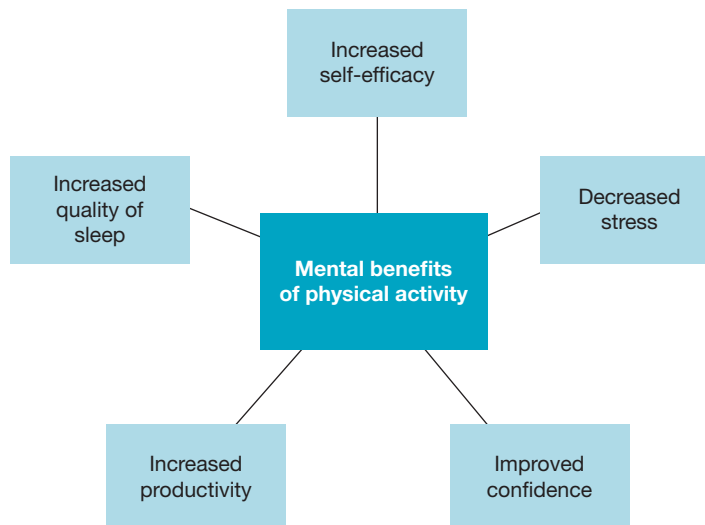 Increased
self-efficacy
Increased
quality of
sleep
Decreased
stress
Mental benefits
of physical activity
Increased
productivity
Improved
confidence